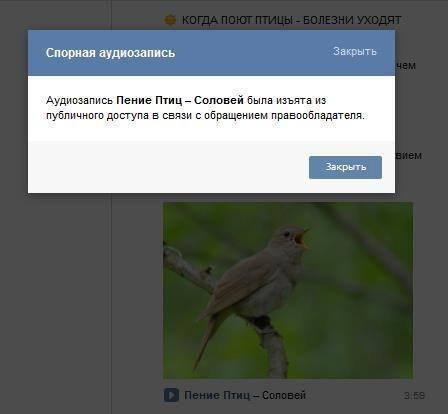 КОГДА ПОЮТ ПТИЦЫ - БОЛЕЗНИ УХОДЯТ
Спорная аудиозапись
Закрыть
чем
Аудиозапись Пение Птиц – Соловей была изъята из
публичного доступа в связи с обращением правообладателя.
вием
Закрыть
Пение Птиц – Соловей 3:59